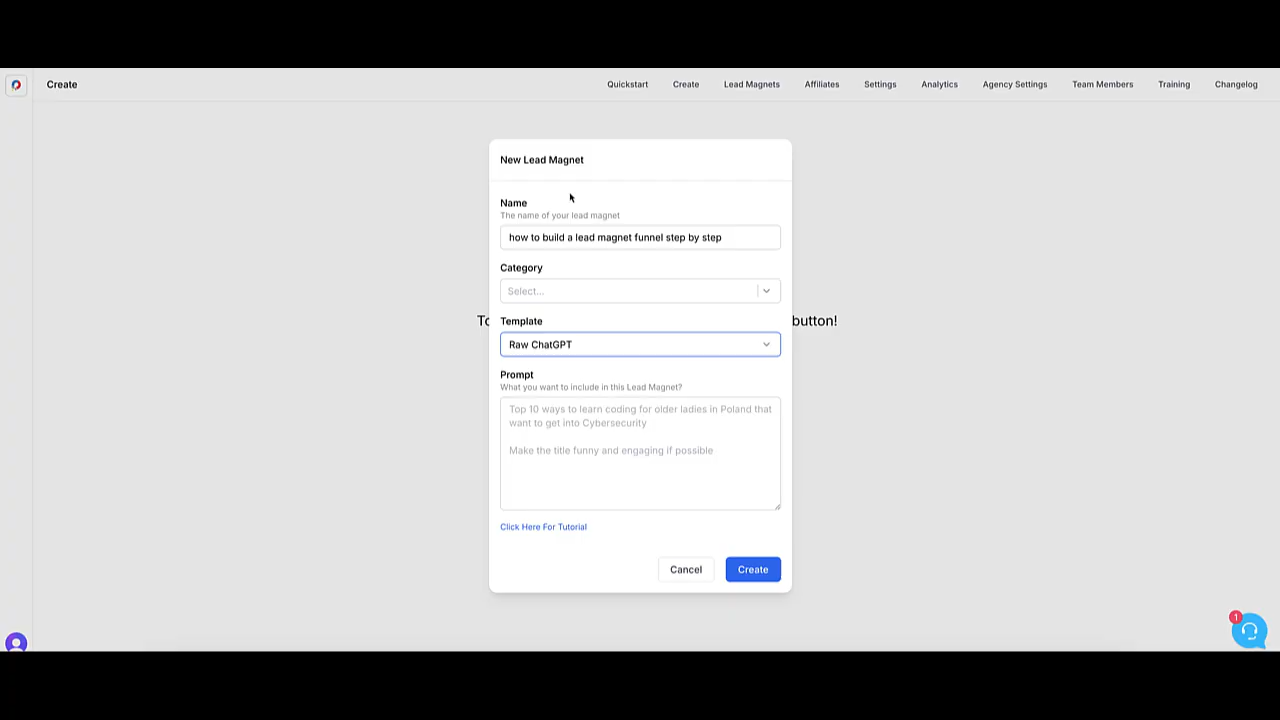 Create
Quickstart
Create
Lead Magnets
Affiliates
Settings
Analytics
Agency Settings
Team Members
Training
Changelog
New Lead Magnet
Name
The name of your lead magnet
how to build a lead magnet funnel step by step
Category
Select...
To
button!
Template
Raw ChatGPT
Prompt
What you want to include in this Lead Magnet?
Top 10 ways to learn coding for older ladies in Poland that
want to get into Cybersecurity
Make the title funny and engaging if possible
Click Here For Tutorial
Cancel
Create
1